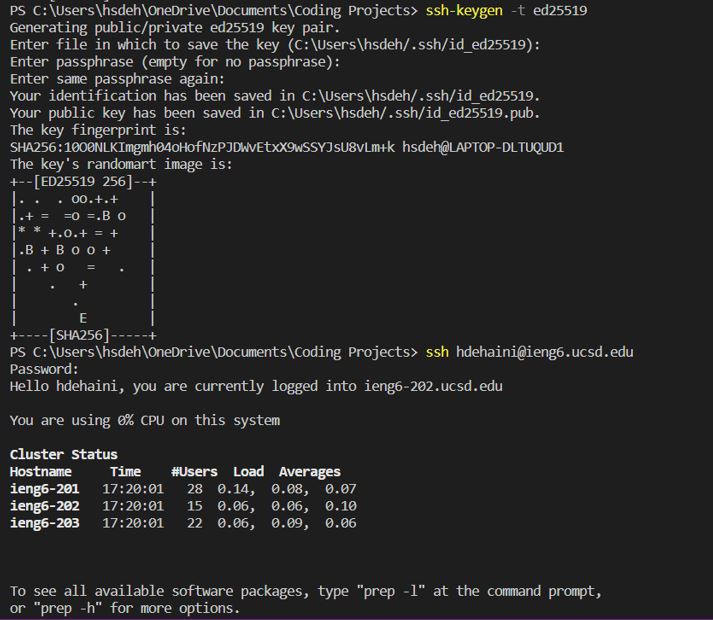 PS C:\Users\hsdeh\OneDrive\Documents\Coding Projects> ssh-keygen -t ed25519
Generating public/private ed25519 key pair.
Enter file in which to save the key (C:\Users\hsdeh/.ssh/id_ed25519):
Enter passphrase (empty for no passphrase):
Enter same passphrase again:
Your identification has been saved in C:\Users\hsdeh/.ssh/id_ed25519.
Your public key has been saved in C:\Users\hsdeh/.ssh/id_ed25519.pub.
The key fingerprint is:
SHA256:10O0NLKImgmh04oHofNzPJDWvEtxX9wSSYJsU8vLm+k hsdeh@LAPTOP-DLTUQUD1
The key's randomart image is:
+--[ED25519 256]--+
|. .  . oo.+.+    |
|.+ =  =o =.B o   |
|* * +.o.+ = +    |
|.B + B o o +     |
| . + o   =   .   |
|    .   +        |
|       .         |
|        E        |
+----[SHA256]-----+
PS C:\Users\hsdeh\OneDrive\Documents\Coding Projects> ssh hdehaini@ieng6.ucsd.edu
Password:
Hello hdehaini, you are currently logged into ieng6-202.ucsd.edu
You are using 0% CPU on this system
Cluster Status
Hostname     Time    #Users  Load  Averages
ieng6-201   17:20:01   28  0.14,  0.08,  0.07
ieng6-202   17:20:01   15  0.06,  0.06,  0.10
ieng6-203   17:20:01   22  0.06,  0.09,  0.06
To see all available software packages, type "prep -l" at the command prompt,
or "prep -h" for more options.